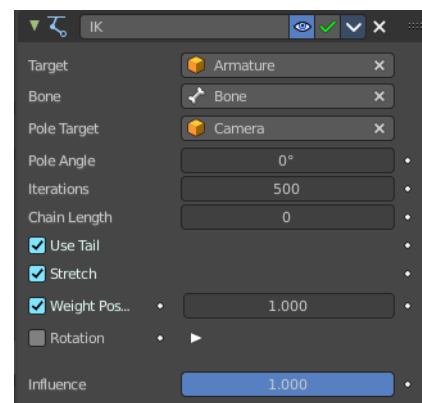 IK
Target Armature
Bone Bone
Pole Target Camera
Pole Angle 0°
Iterations 500
Chain Length 0
Use Tail
Stretch
Weight Pos... 1.000
Rotation
Influence 1.000